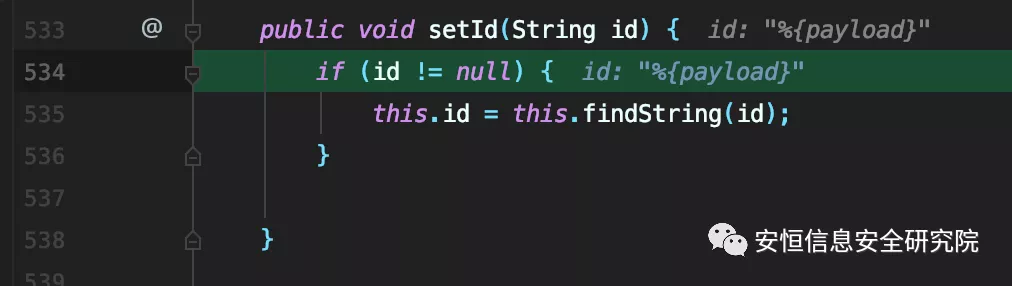 533 @ public void setId(String id) { id: "%{payload}"
534 if (id != null) { id: "%{payload}"
535 this.id = this.findString(id);
536 }
537
538 }
539
安恒信息安全研究院